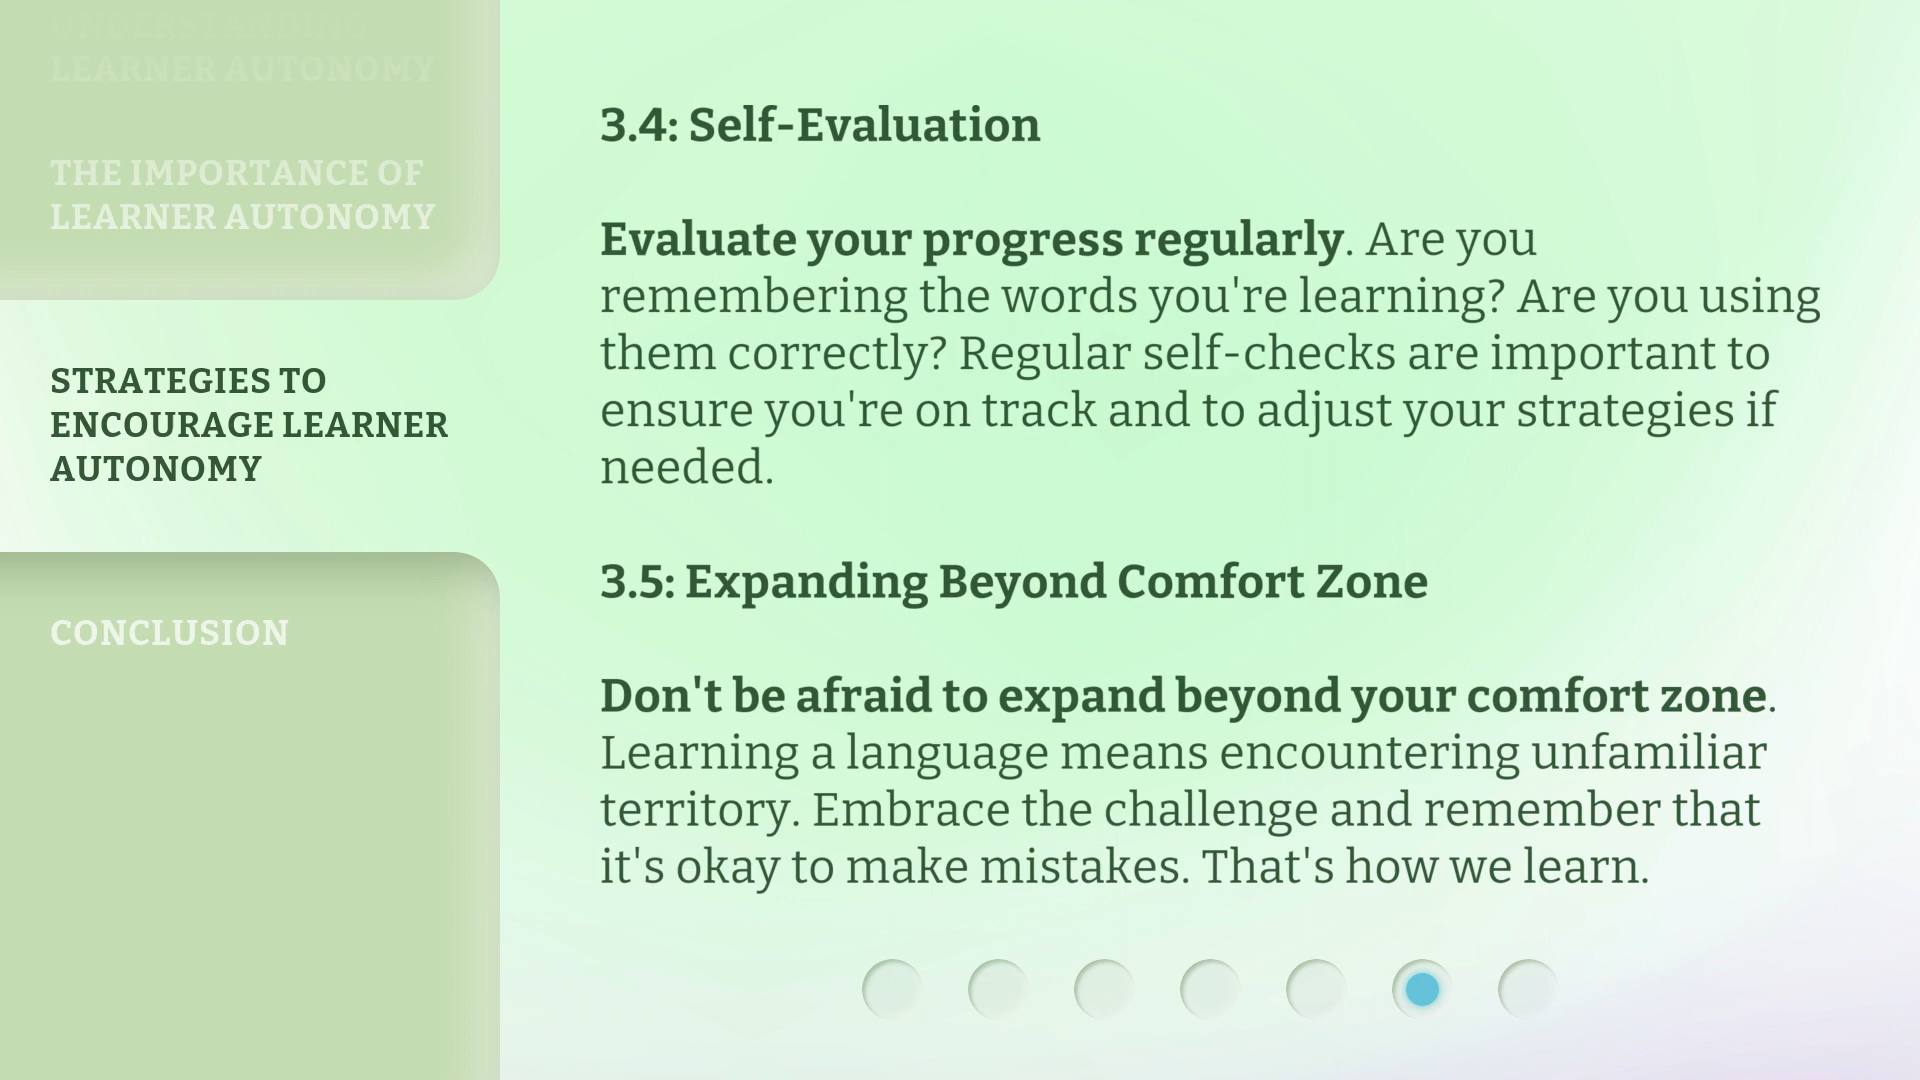 UNDERSTANDING
LEARNER AUTONOMY
THE IMPORTANCE OF
LEARNER AUTONOMY
STRATEGIES TO
ENCOURAGE LEARNER
AUTONOMY
CONCLUSION
3.4: Self-Evaluation
Evaluate your progress regularly. Are you
remembering the words you're learning? Are you using
them correctly? Regular self-checks are important to
ensure you're on track and to adjust your strategies if
needed.
3.5: Expanding Beyond Comfort Zone
Don't be afraid to expand beyond your comfort zone.
Learning a language means encountering unfamiliar
territory. Embrace the challenge and remember that
it's okay to make mistakes. That's how we learn.